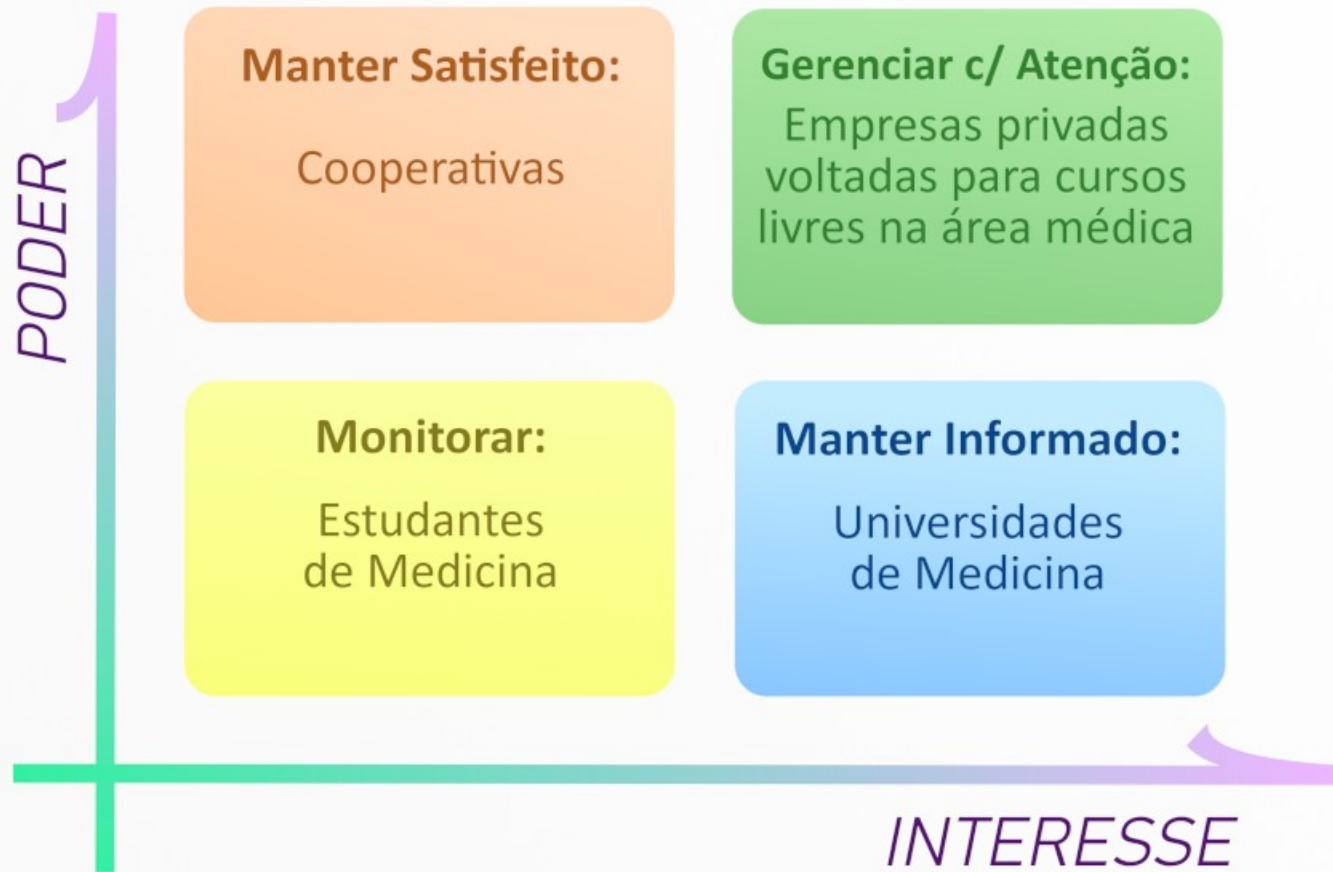 PODER
Manter Satisfeito:
Cooperativas
Gerenciar c/ Atenção:
Empresas privadas
voltadas para cursos
livres na área médica
Monitorar:
Estudantes
de Medicina
Manter Informado:
Universidades
de Medicina
INTERESSE